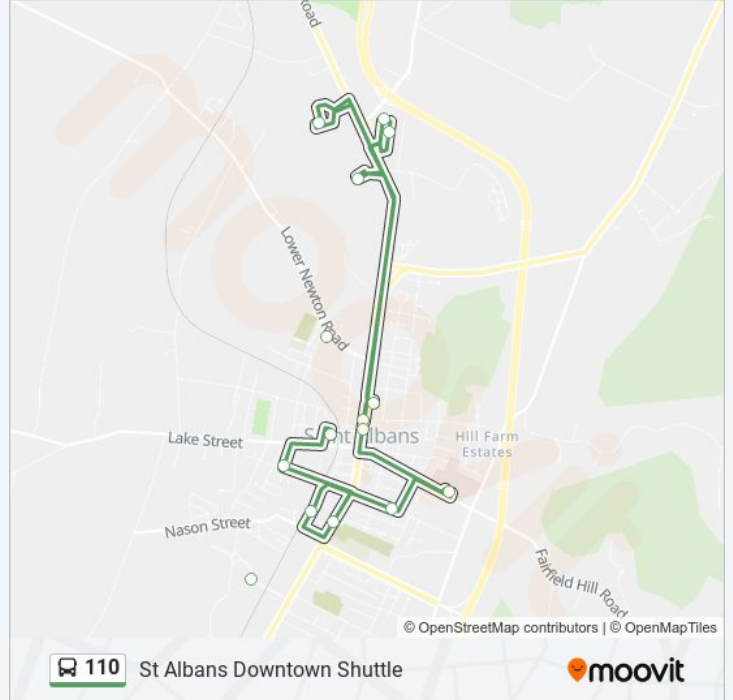 Road
Lower Newton Road
Lake Street
Saint Albans
Hill Farm
Estates
Nason Street
Fairfield Hill Road
© OpenStreetMap contributors | © OpenMapTiles
110 St Albans Downtown Shuttle
moovit